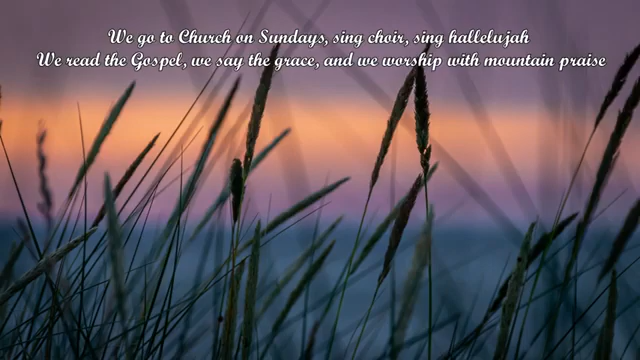 We go to Church on Sundays, sing choir, sing hallelujah
We read the Gospel, we say the grace, and we worship with mountain praise